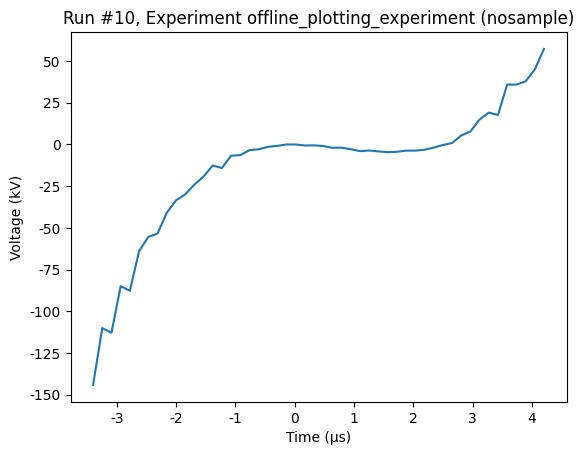 Run #10, Experiment offline_plotting_experiment (nosample)
Voltage (kV)
50
25
0
-25
-50
-75
-100
-125
-150
-3 -2 -1 0 1 2 3 4
Time (μs)